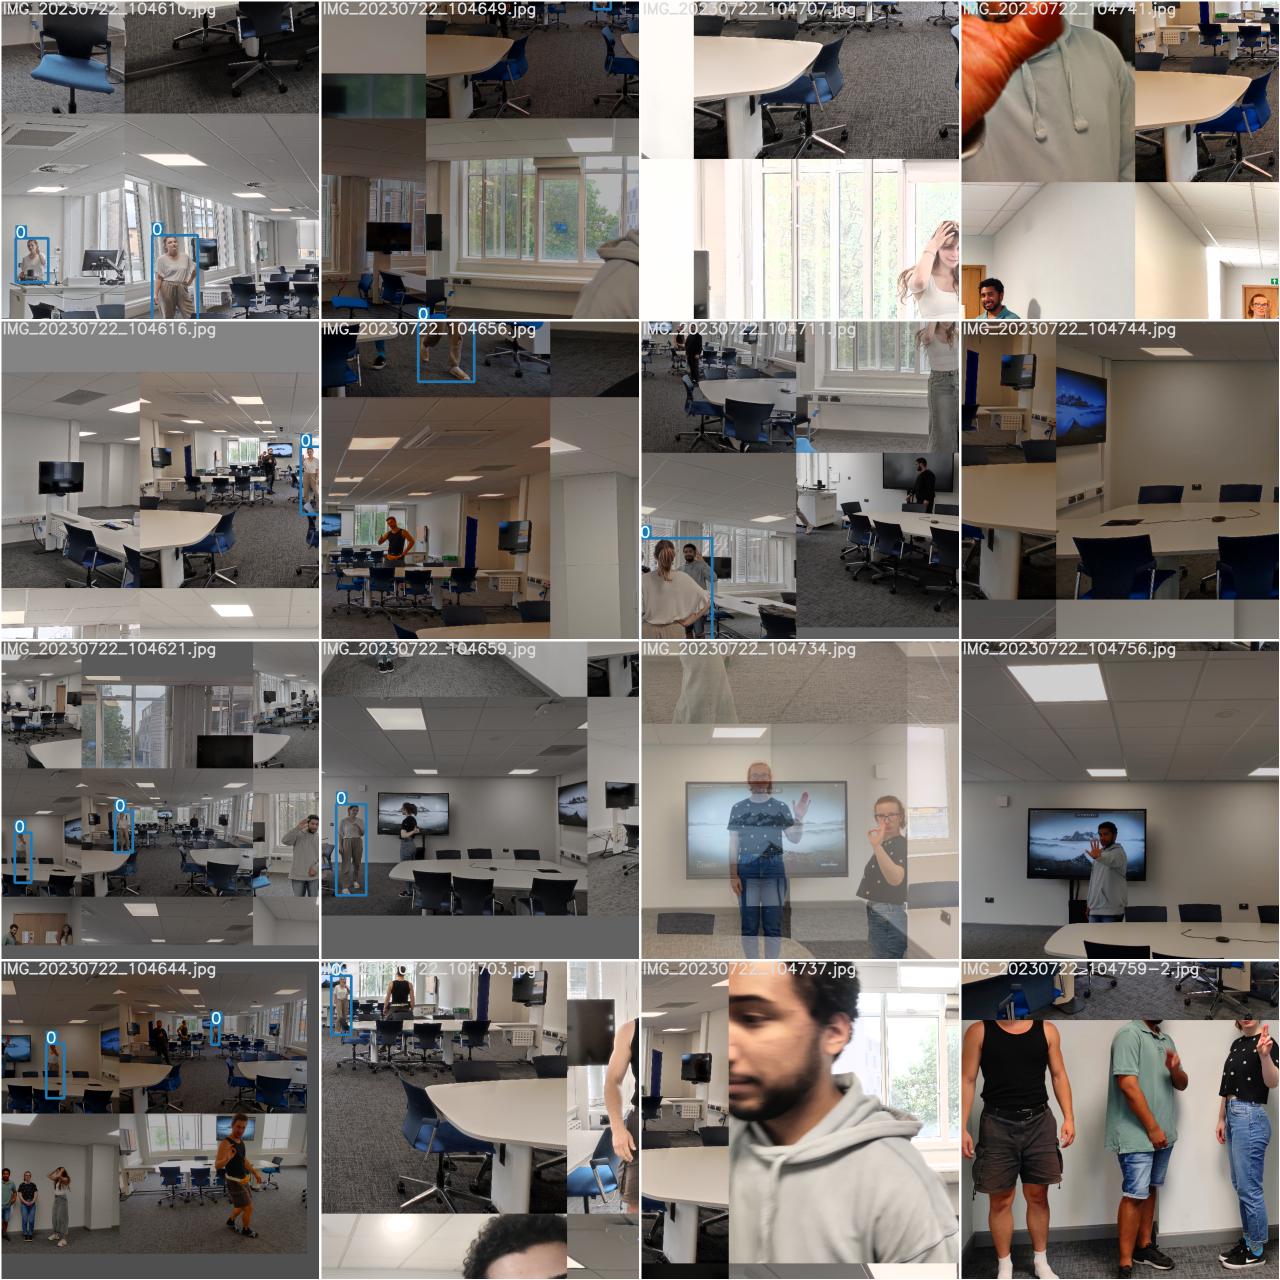 IMG_20230722_104610.jpg
IMG_20230722_104649.jpg
IMG_20230722_104707.jpg
IMG_20230722_104741.jpg
0
0
0
IMG_20230722_104616.jpg
IMG_20230722_104656.jpg
IMG_20230722_104711.jpg
IMG_20230722_104744.jpg
0
0
IMG_20230722_104621.jpg
IMG_20230722_104659.jpg
IMG_20230722_104734.jpg
IMG_20230722_104756.jpg
0
0
0
IMG_20230722_104644.jpg
0722_104703.jpg
IMG_20230722_104737.jpg
IMG_20230722_104759-2.jpg
0
0
0